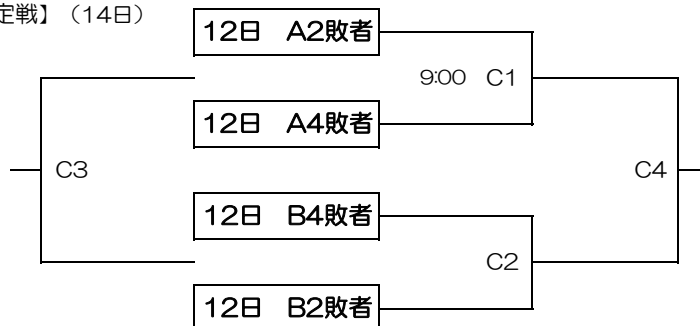 定戦】（14日）
12日　A2敗者
9:00　C1
12日　A4敗者
C3
C4
12日　B4敗者
C2
12日　B2敗者